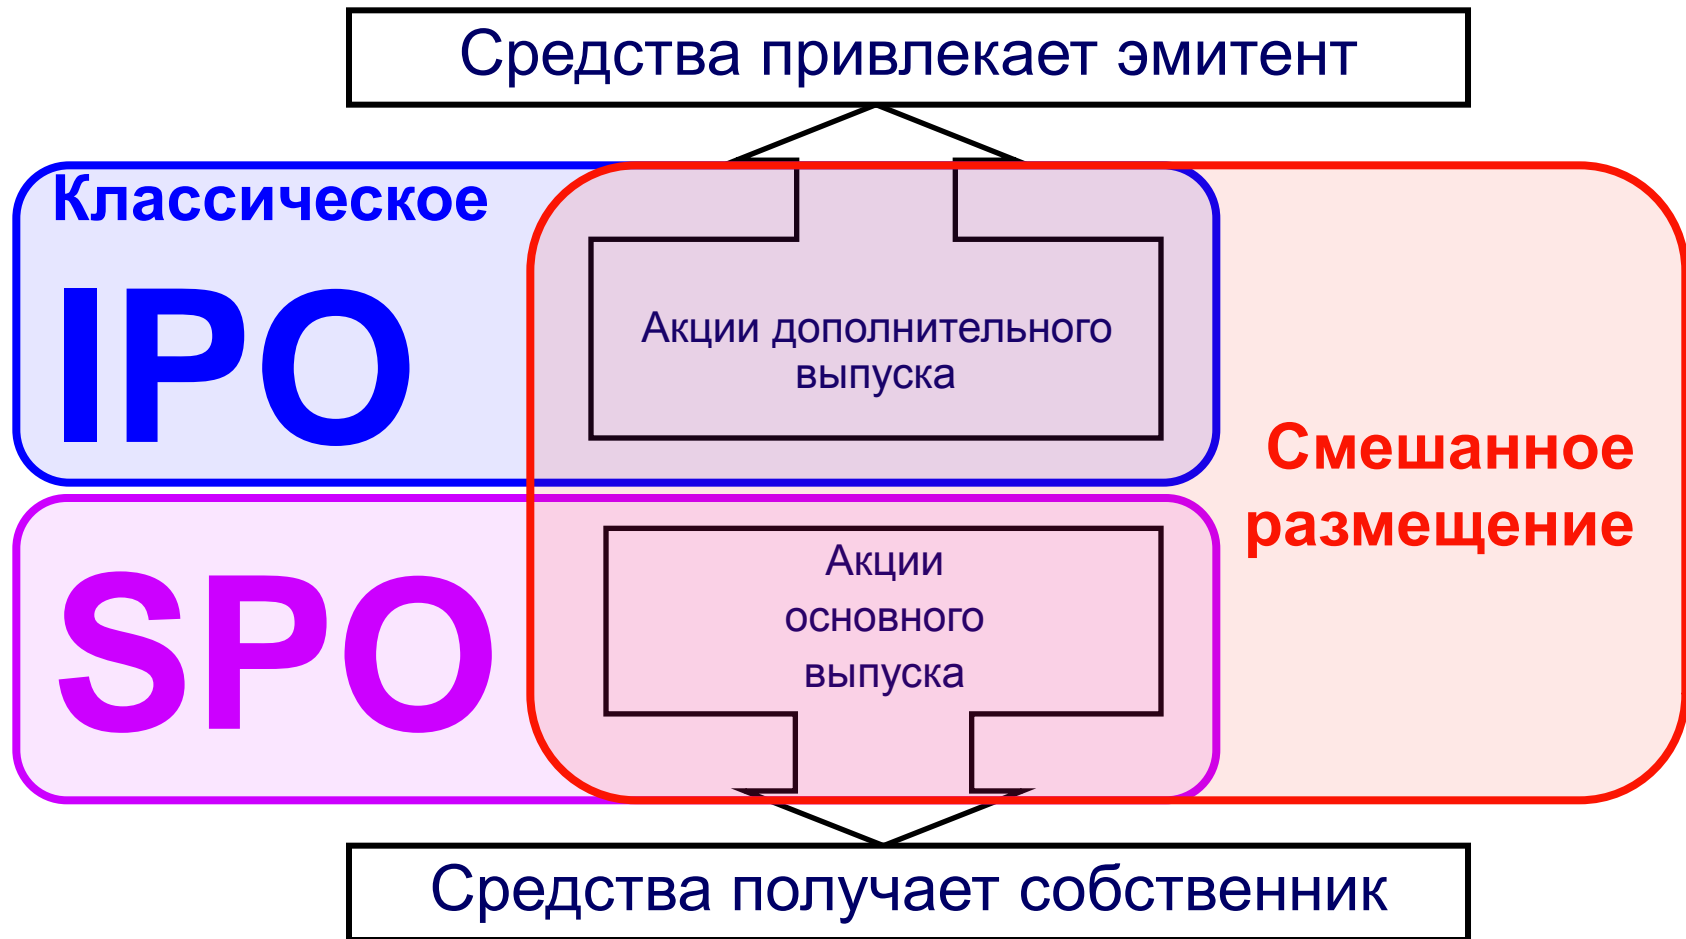 Средства привлекает эмитент
Классическое
IPO
Акции дополнительного
выпуска
Смешанное
размещение
SPO
Акции
основного
выпуска
Средства получает собственник